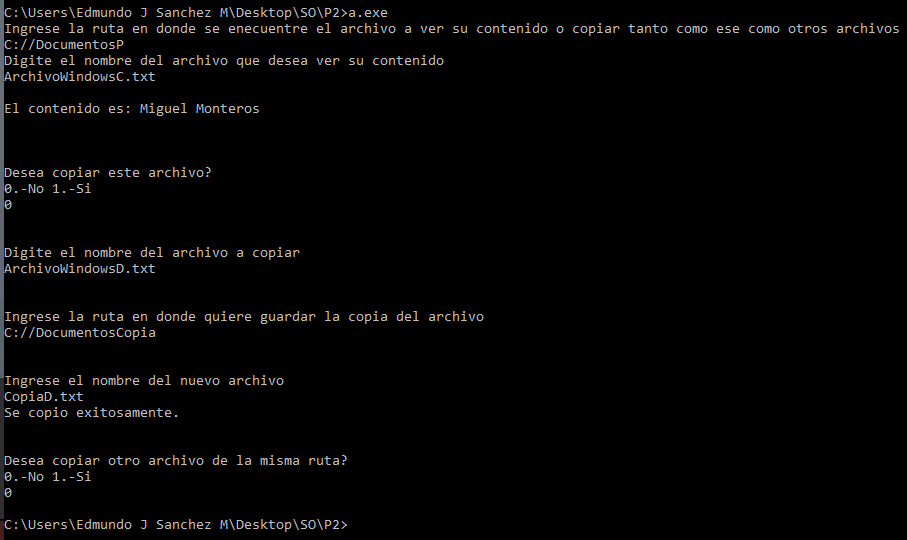 C:\Users\Edmundo J Sanchez M\Desktop\SO\P2>a.exe
Ingrese la ruta en donde se enecuentre el archivo a ver su contenido o copiar tanto como ese como otros archivos
C://DocumentosP
Digite el nombre del archivo que desea ver su contenido
ArchivoWindowsC.txt
El contenido es: Miguel Monteros
Desea copiar este archivo?
0.-No 1.-Si
0
Digite el nombre del archivo a copiar
ArchivoWindowsD.txt
Ingrese la ruta en donde quiere guardar la copia del archivo
C://DocumentosCopia
Ingrese el nombre del nuevo archivo
CopiaD.txt
Se copio exitosamente.
Desea copiar otro archivo de la misma ruta?
0.-No 1.-Si
0
C:\Users\Edmundo J Sanchez M\Desktop\SO\P2>